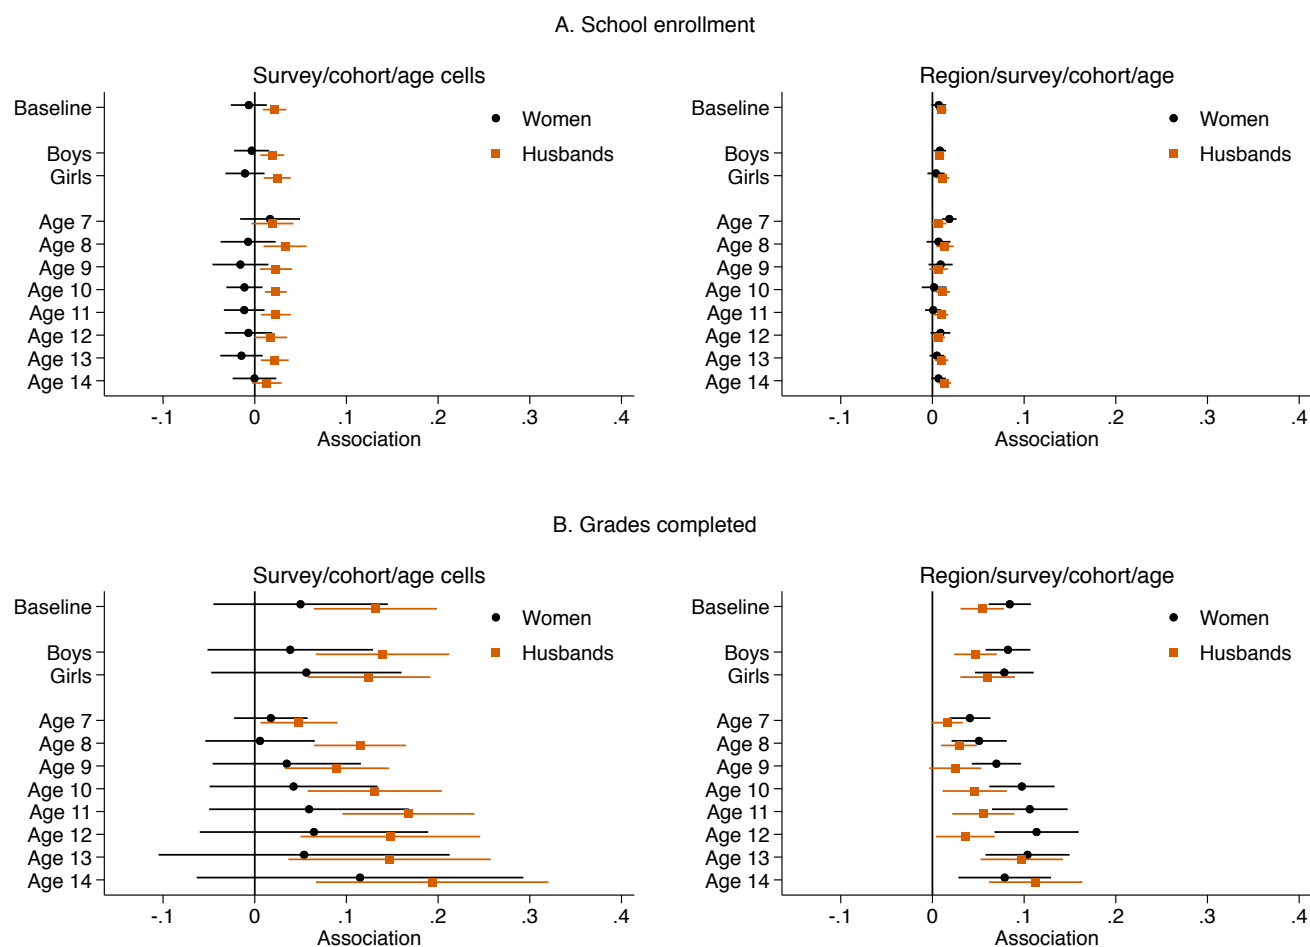 A. School enrollment
Survey/cohort/age cells
Baseline
Boys
Girls
Age 7
Age 8
Age 9
Age 10
Age 11
Age 12
Age 13
Age 14
Women
Husbands
-.1 0 .1 .2 .3 .4
Association
Region/survey/cohort/age
Baseline
Boys
Girls
Age 7
Age 8
Age 9
Age 10
Age 11
Age 12
Age 13
Age 14
Women
Husbands
-.1 0 .1 .2 .3 .4
Association
B. Grades completed
Survey/cohort/age cells
Baseline
Boys
Girls
Age 7
Age 8
Age 9
Age 10
Age 11
Age 12
Age 13
Age 14
Women
Husbands
-.1 0 .1 .2 .3 .4
Association
Region/survey/cohort/age
Baseline
Boys
Girls
Age 7
Age 8
Age 9
Age 10
Age 11
Age 12
Age 13
Age 14
Women
Husbands
-.1 0 .1 .2 .3 .4
Association